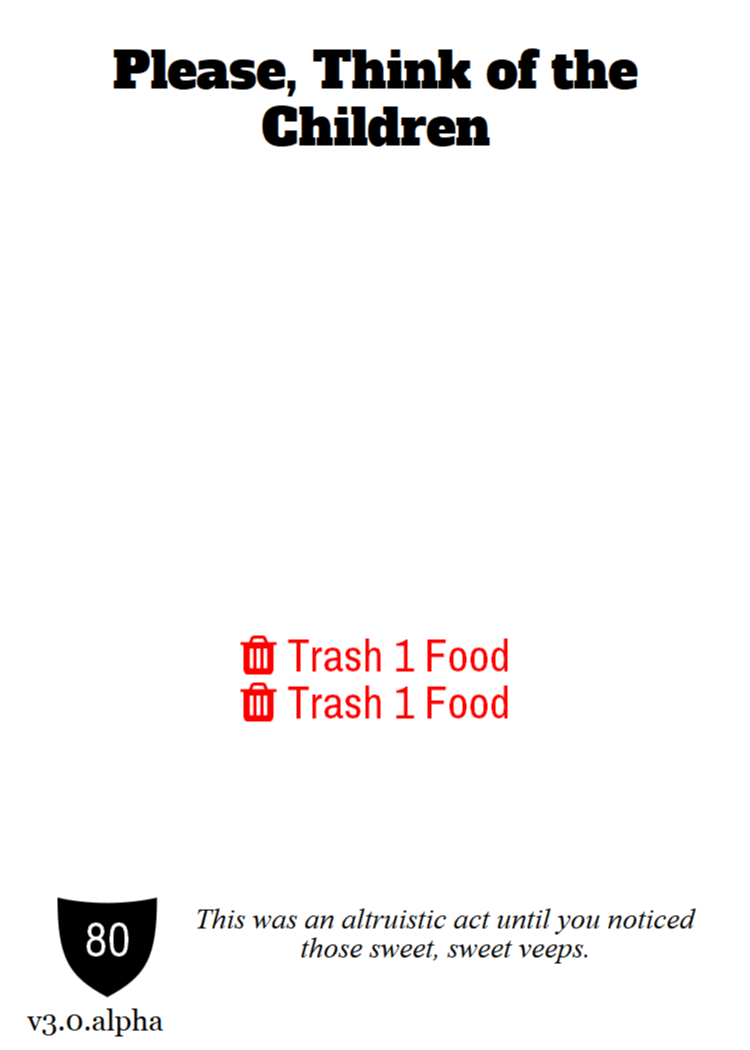 Please, Think of the
Children
Trash 1 Food
Trash 1 Food
80
This was an altruistic act until you noticed
those sweet, sweet veeps.
v3.0.alpha